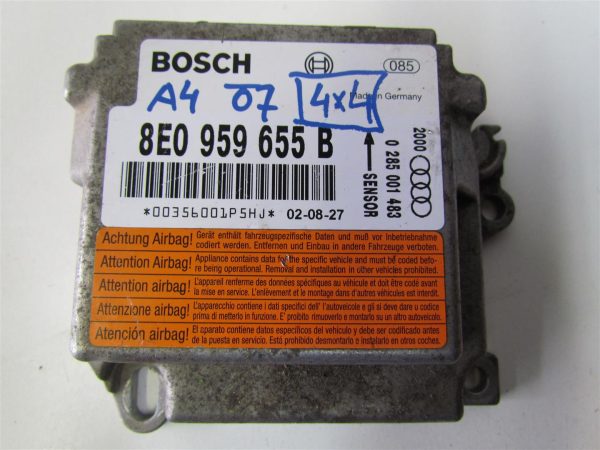 BOSCH
085
A4 07 4x4
Made in Germany
8E0 959 655 B
*00356001P5HJ* 02-08-27
SENSOR
0 285 001 483
2000
Achtung Airbag! Gerät enthält fahrzeugspezifische Daten und muß vor Inbetriebnahme
codiert werden. Entfernen und Einbau in andere Fahrzeuge verboten.
Attention Airbag! Appliance contains data for the specific vehicle and must be coded befo-
re being operational. Removal and installation in other vehicles prohibited.
Attention airbag! L'appareil renferme des données spécifiques au véhicule et doit être codé avant
la mise en service. L'enlèvement et le montage dans d'autres véhicules est interdit.
Attenzione airbag! L'apparecchio contiene i dati specifici dell' l'autoveicolo e gli si deve dare u codice
prima di metterlo in funzione. E' proibito rimuoverlo e montarlo su un altro autoveicolo.
Atención airbag! El aparato contiene datos específicos del vehículo y debe ser codificado antes
de la puesta en servicio. Está prohibido desmontarlo e instalarlo en otros coches.